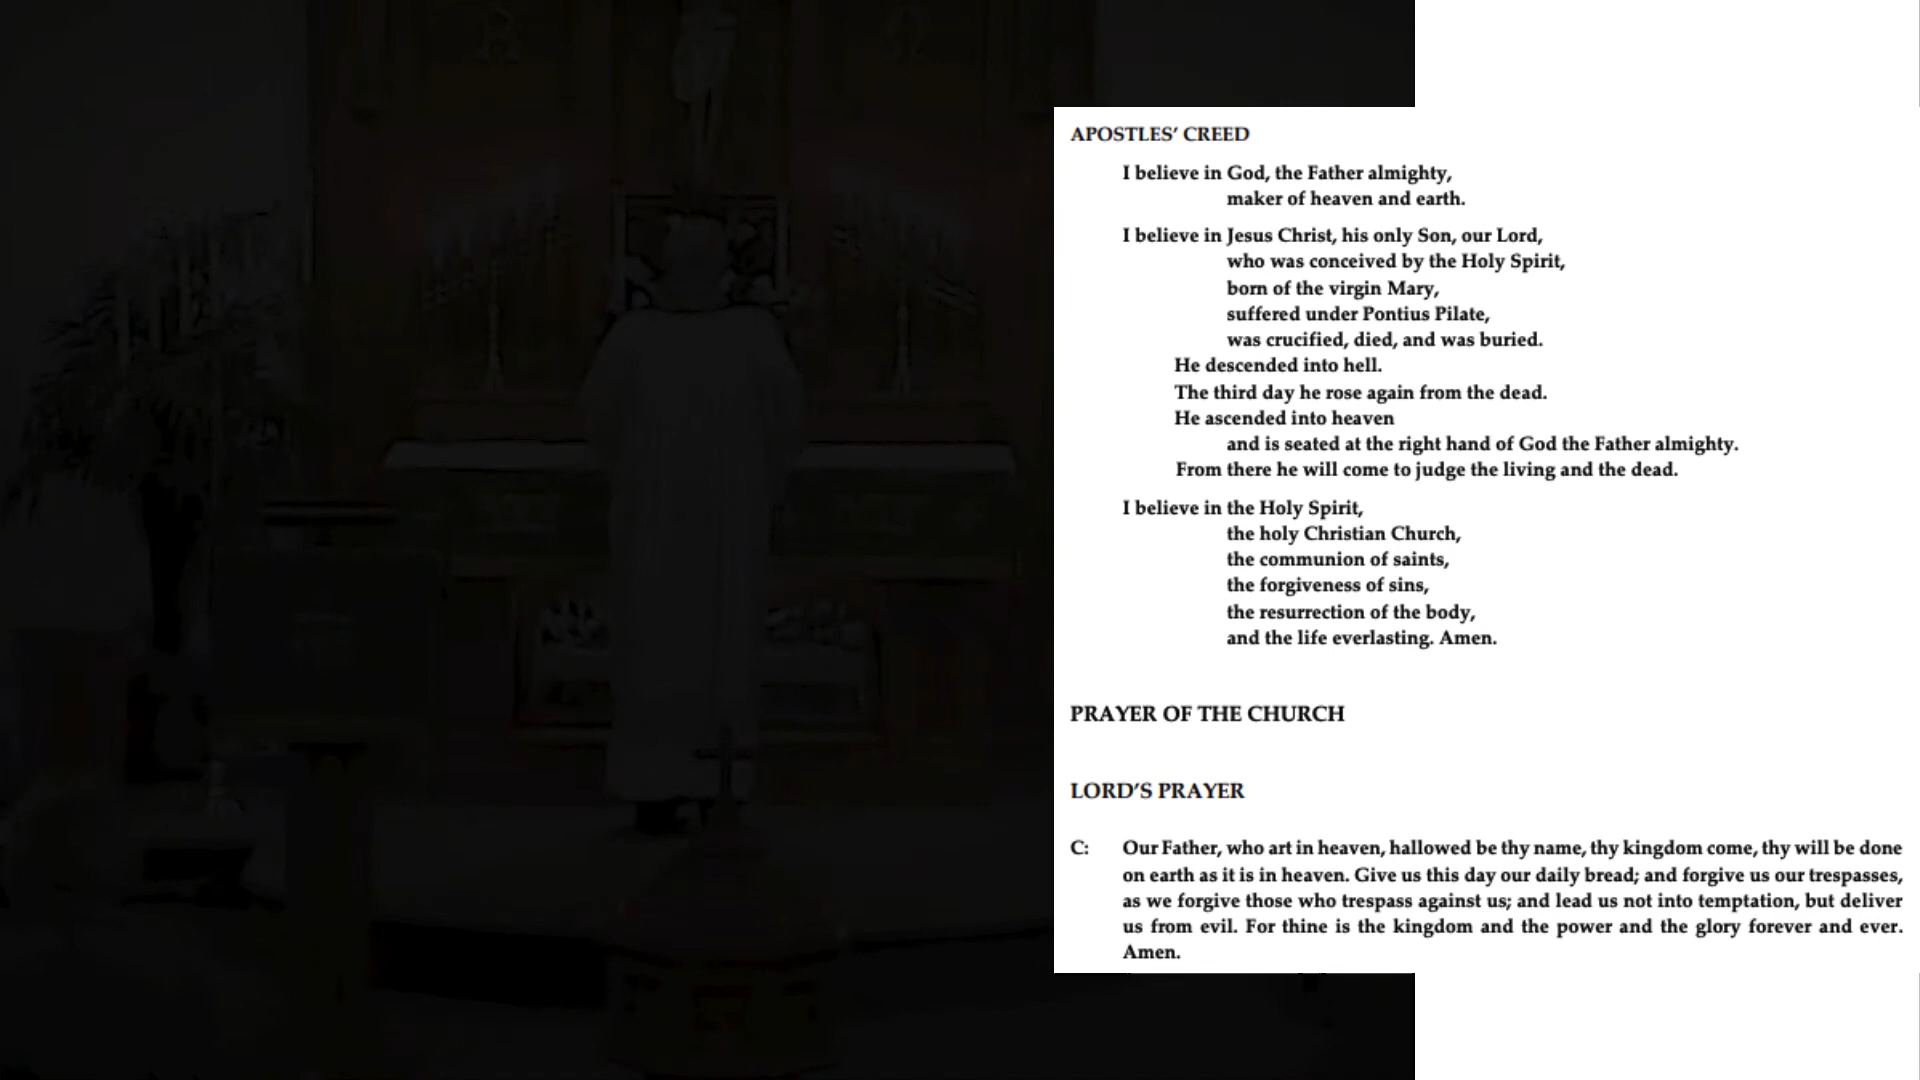 APOSTLES' CREED
I believe in God, the Father almighty,
maker of heaven and earth.
I believe in Jesus Christ, his only Son, our Lord,
who was conceived by the Holy Spirit,
born of the virgin Mary,
suffered under Pontius Pilate,
was crucified, died, and was buried.
He descended into hell.
The third day he rose again from the dead.
He ascended into heaven
and is seated at the right hand of God the Father almighty.
From there he will come to judge the living and the dead.
I believe in the Holy Spirit,
the holy Christian Church,
the communion of saints,
the forgiveness of sins,
the resurrection of the body,
and the life everlasting. Amen.
PRAYER OF THE CHURCH
LORD'S PRAYER
C: Our Father, who art in heaven, hallowed be thy name, thy kingdom come, thy will be done
on earth as it is in heaven. Give us this day our daily bread; and forgive us our trespasses,
as we forgive those who trespass against us; and lead us not into temptation, but deliver
us from evil. For thine is the kingdom and the power and the glory forever and ever.
Amen.